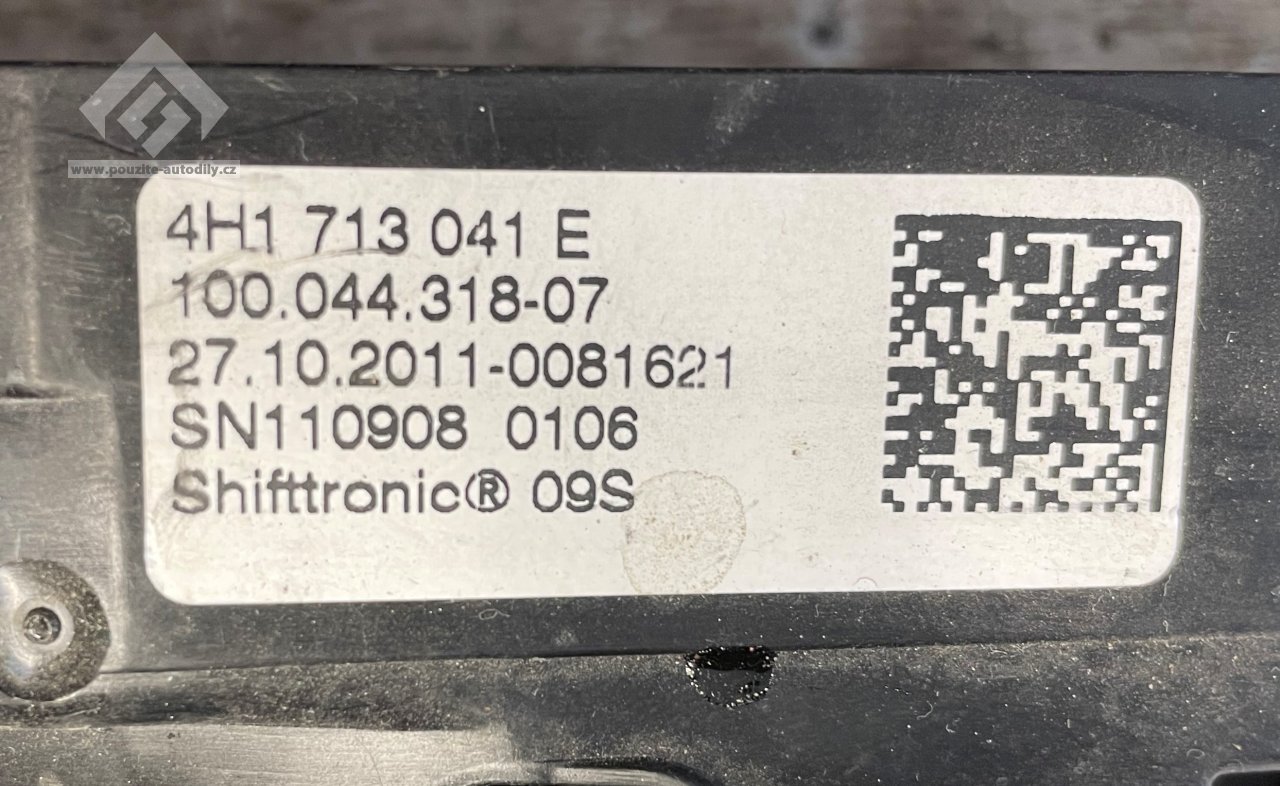 www.pouzite-autodily.cz
4H1 713 041 E
100.044.318-07
27.10.2011-0081621
SN110908 0106
Shifttronic® 09S